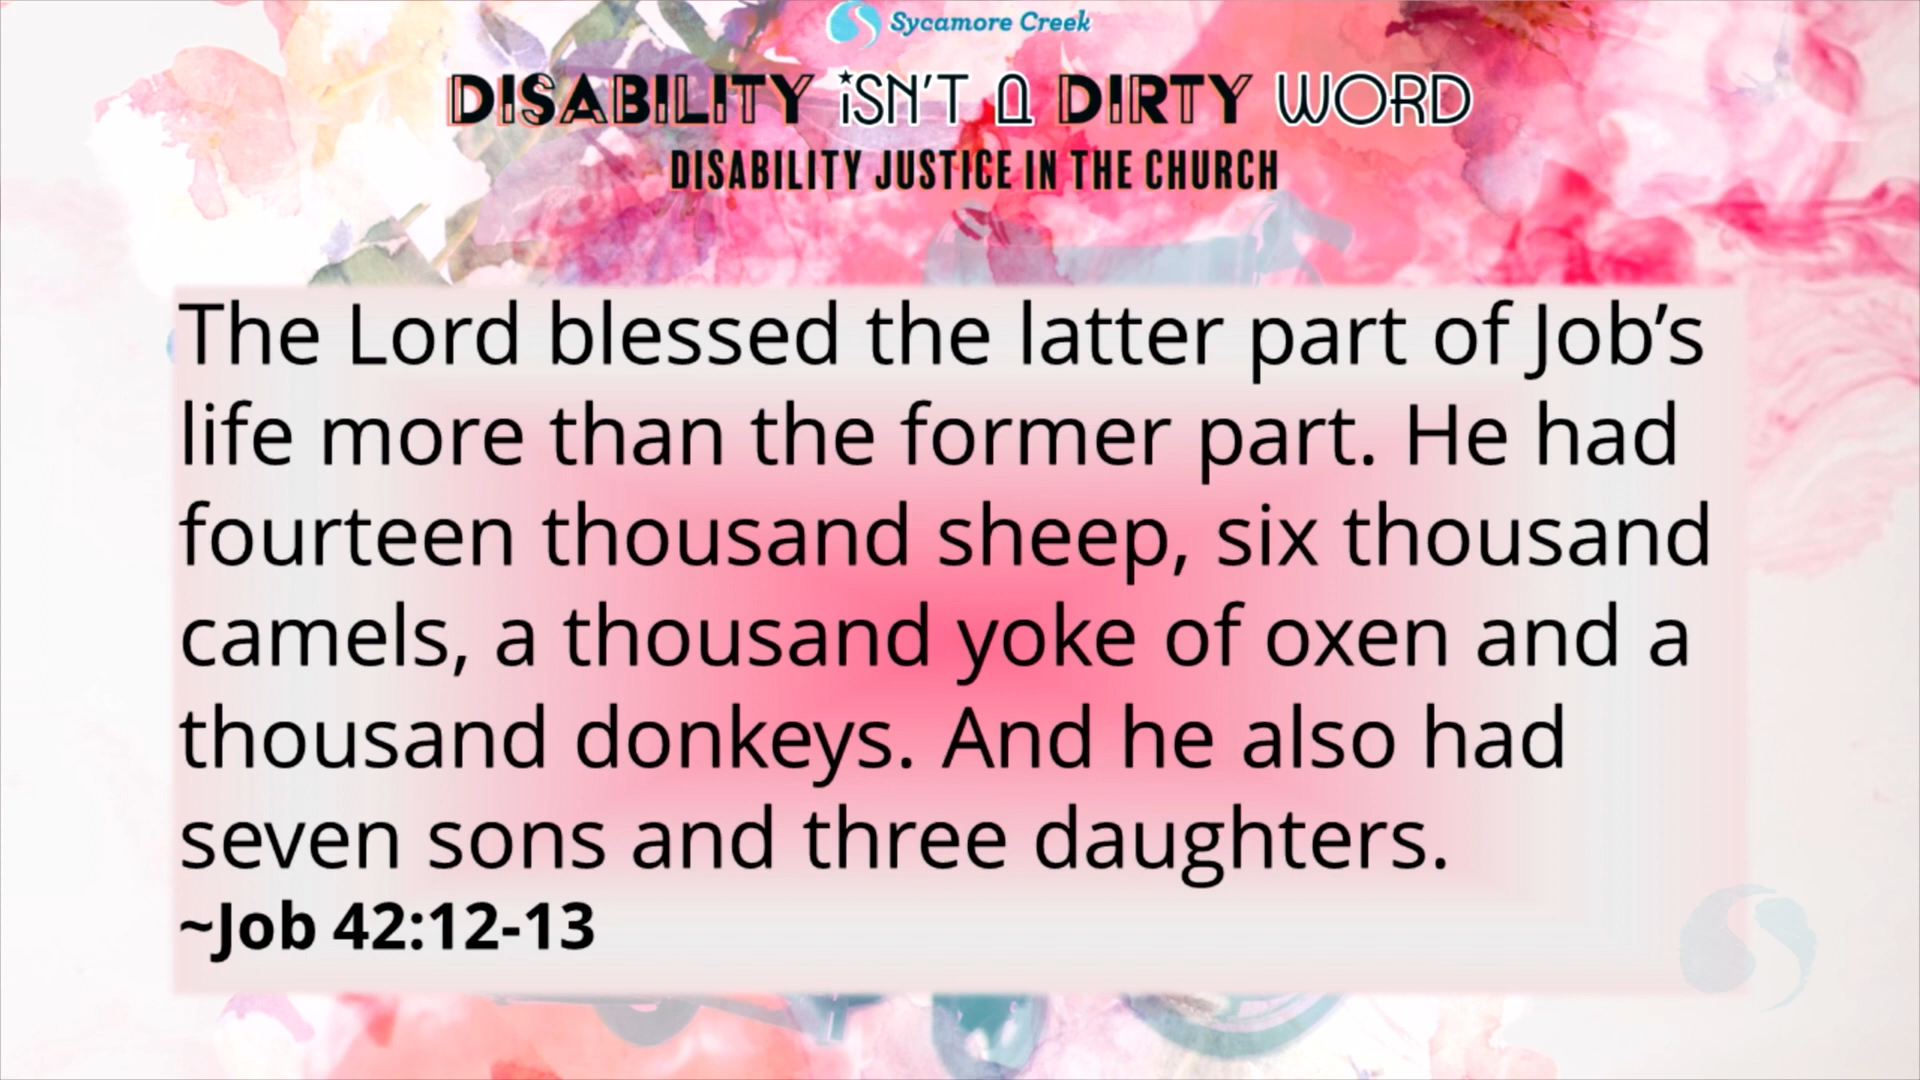 Sycamore Creek
DISABILITY iSN'T A DIRTY WORD
DISABILITY JUSTICE IN THE CHURCH
The Lord blessed the latter part of Job’s
life more than the former part. He had
fourteen thousand sheep, six thousand
camels, a thousand yoke of oxen and a
thousand donkeys. And he also had
seven sons and three daughters.
~Job 42:12-13